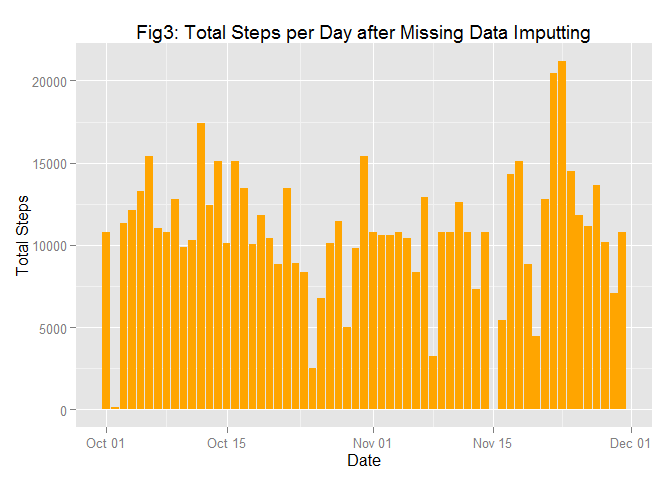 Fig3: Total Steps per Day after Missing Data Imputting
20000
15000
10000
5000
0
Total Steps
Oct 01
Oct 15
Nov 01
Nov 15
Dec 01
Date